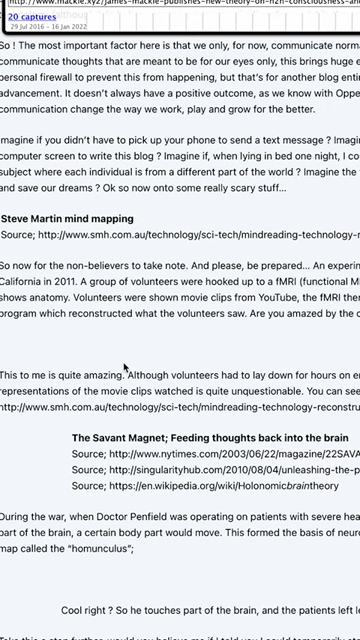 http://www.mackie.xyz/james-mackie-publishes-new-theory-on-n2n-consciousness-an
20 captures
29 Jul 2016 – 16 Jan 2022
So ! The most important factor here is that we only, for now, communicate norma
communicate thoughts that are meant to be for our eyes only, this brings huge e
personal firewall to prevent this from happening, but that's for another blog enti
advancement. It doesn't always have a positive outcome, as we know with Oppe
communication change the way we work, play and grow for the better.
Imagine if you didn't have to pick up your phone to send a text message ? Imagi
computer screen to write this blog ? Imagine if, when lying in bed one night, I co
subject where each individual is from a different part of the world ? Imagine the
and save our dreams ? Ok so now onto some really scary stuff...
Steve Martin mind mapping
Source; http://www.smh.com.au/technology/sci-tech/mindreading-technology-r
So now for the non-believers to take note. And please, be prepared... An experin
California in 2011. A group of volunteers were hooked up to a fMRI (functional M
shows anatomy. Volunteers were shown movie clips from YouTube, the fMRI ther
program which reconstructed what the volunteers saw. Are you amazed by the c
This to me is quite amazing. Although volunteers had to lay down for hours on er
representations of the movie clips watched is quite unquestionable. You can see
http://www.smh.com.au/technology/sci-tech/mindreading-technology-reconstru
The Savant Magnet; Feeding thoughts back into the brain
Source; http://www.nytimes.com/2003/06/22/magazine/22SAVA
Source; http://singularityhub.com/2010/08/04/unleashing-the-p
Source; https://en.wikipedia.org/wiki/Holonomicbraintheory
During the war, when Doctor Penfield was operating on patients with severe hea
part of the brain, a certain body part would move. This formed the basis of neur
map called the "homunculus";
Cool right ? So he touches part of the brain, and the patients left le